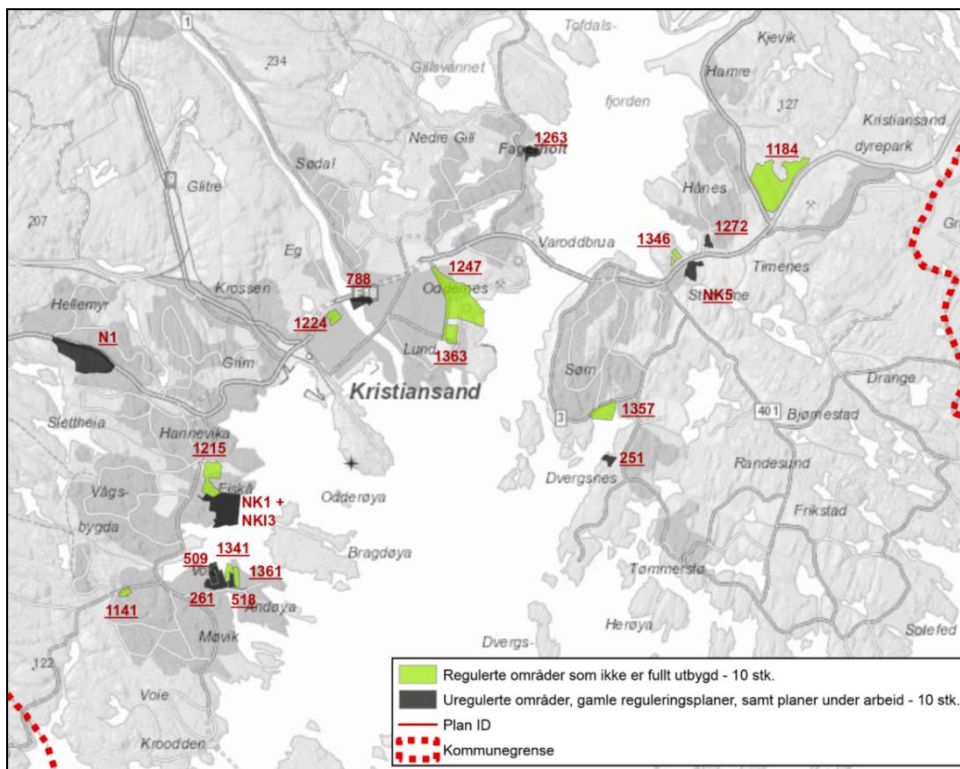 Tofdals-
1
Kjevik
234
Gillsvannet
Hamre
fjorden
127
Kristiansand
Nedre Gill
1263
Fagerholt
dyrepark
1184
Sødal
9
Glitre
Hånes
207
1272
1346
Varoddbrua
Eg
788
1247
Timenes
Oddernes
NK5
Krossen
Hellemyr
1224
N1
Lund
1363
Grim
Søm
Kristiansand
Drange
Slettheia
3
1357
401
Bjørnestad
Hannevika
1215
251
Randesund
Dvergsnes
Fiskå
Vågs-
NK1 +
Odderøya
Frikstad
bygda
NKI3
1341
Bragdøya
509
1361
Tømmerstø
261
518
1141
Andøya
Herøya
Møvik
Dvergs-
122
Voie
Kroodden
Regulerte områder som ikke er fullt utbygd - 10 stk.
Uregulerte områder, gamle reguleringsplaner, samt planer under arbeid - 10 stk.
Plan ID
Kommunegrense